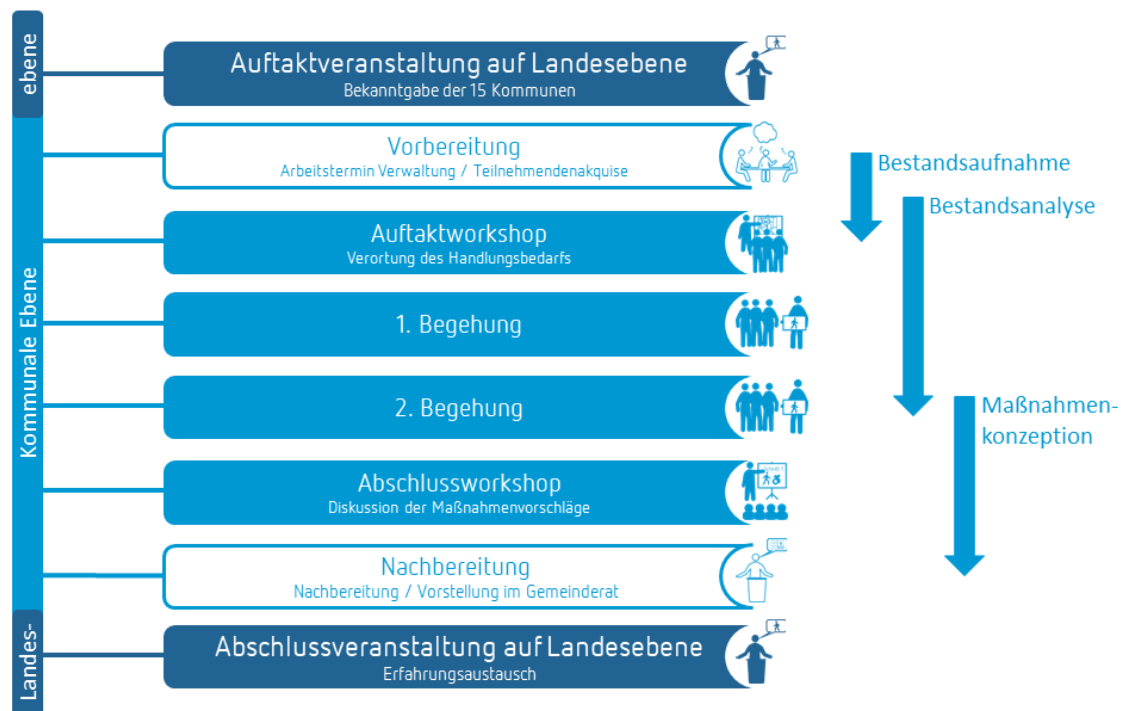 ebene
Auftaktveranstaltung auf Landesebene
Bekanntgabe der 15 Kommunen
Kommunale Ebene
Vorbereitung
Arbeitstermin Verwaltung / Teilnehmendenakquise
Bestandsaufnahme
Bestandsanalyse
Auftaktworkshop
Verortung des Handlungsbedarfs
1. Begehung
2. Begehung
Maßnahmen-
konzeption
Abschlussworkshop
Diskussion der Maßnahmenvorschläge
Nachbereitung
Nachbereitung / Vorstellung im Gemeinderat
Landes-
Abschlussveranstaltung auf Landesebene
Erfahrungsaustausch